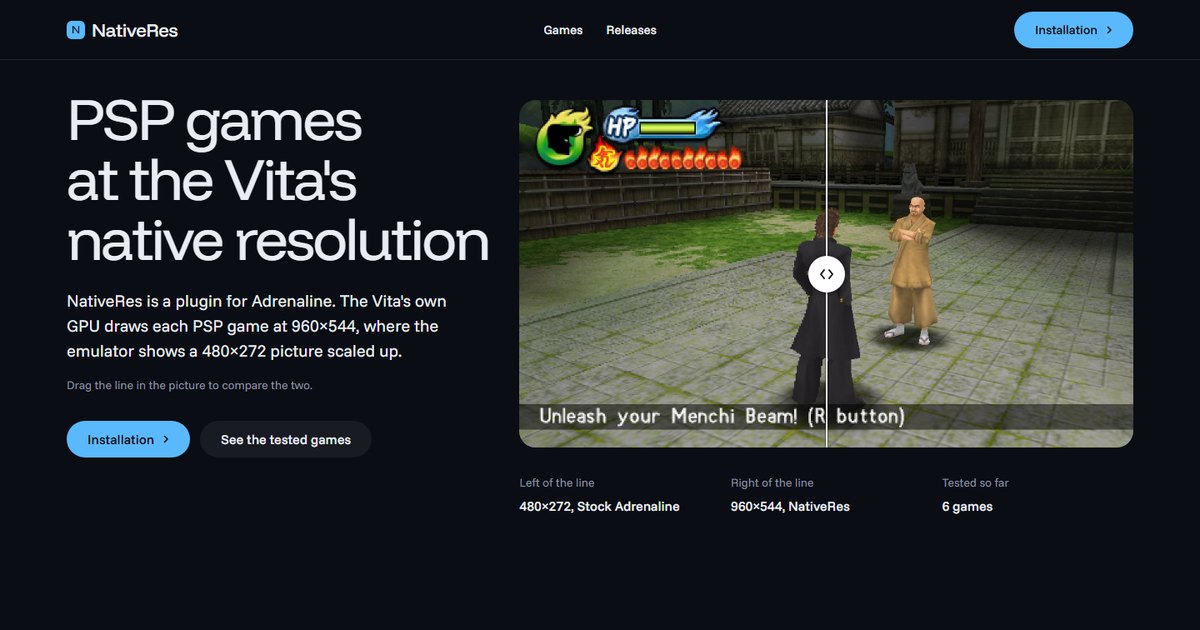 N NativeRes
Games
Releases
Installation
PSP games
at the Vita's
native resolution
NativeRes is a plugin for Adrenaline. The Vita's own
GPU draws each PSP game at 960×544, where the
emulator shows a 480×272 picture scaled up.
Drag the line in the picture to compare the two.
Installation
See the tested games
HP
Unleash your Menchi Beam! (R button)
Left of the line
480×272, Stock Adrenaline
Right of the line
960×544, NativeRes
Tested so far
6 games